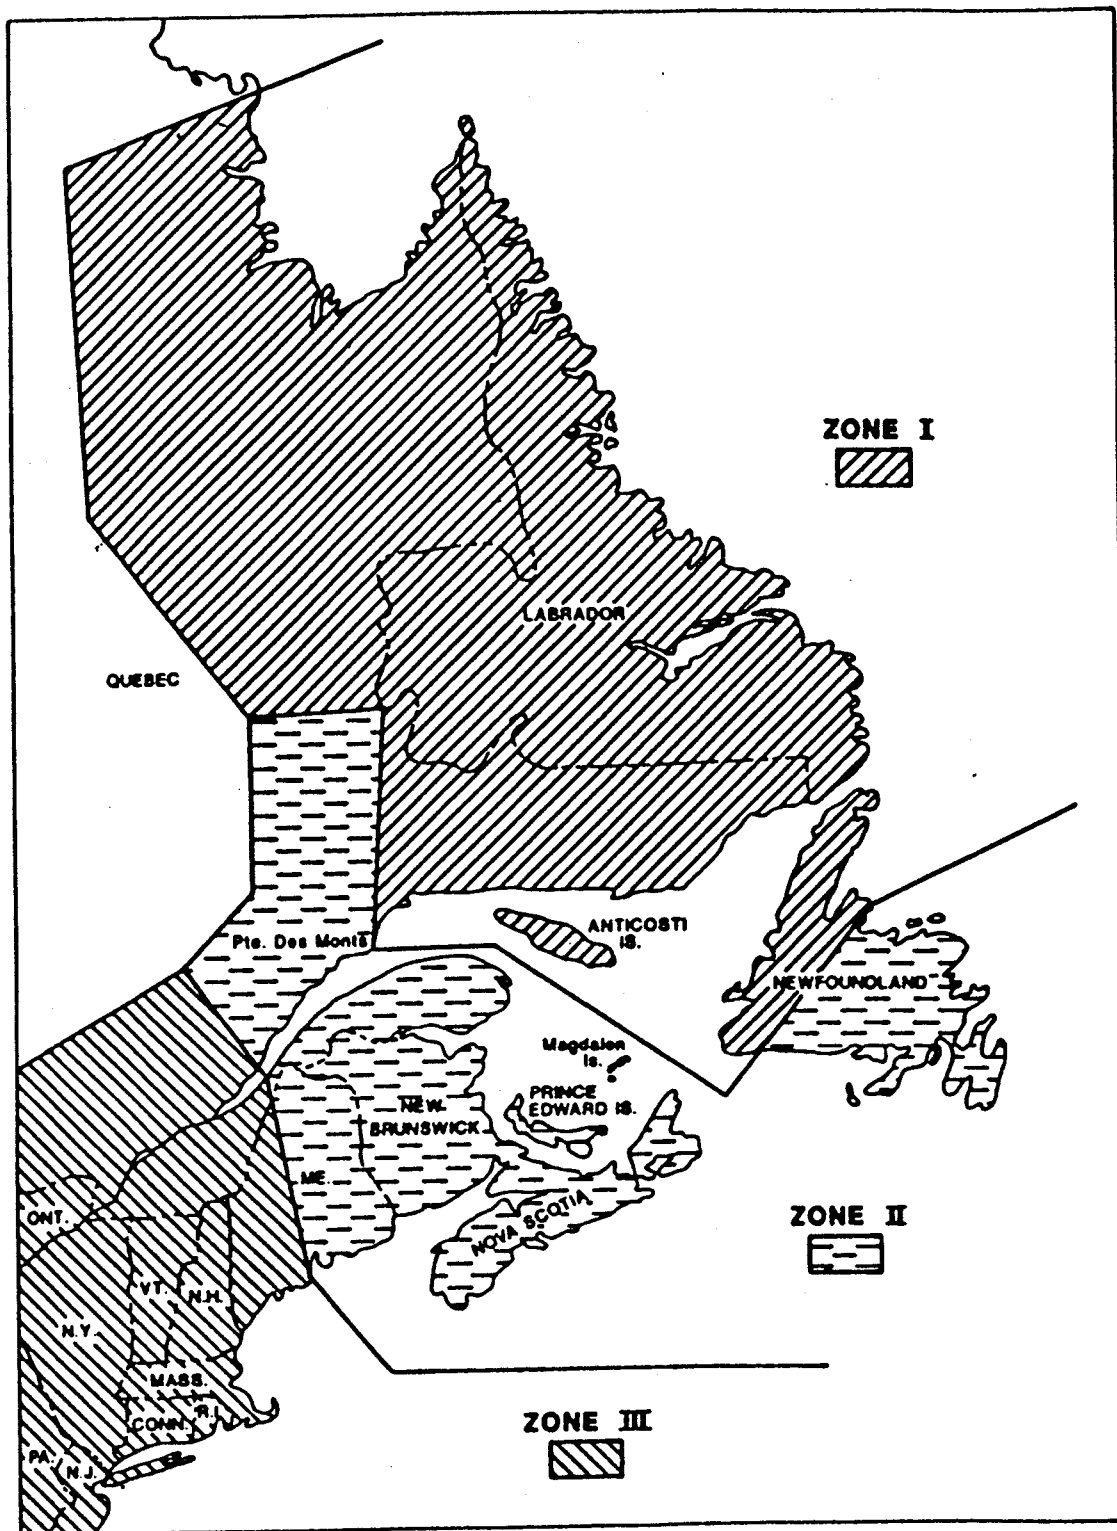 ZONE I
LABRADOR
QUEBEC
ANTICOSTI
IS.
Pte. Des Monts
NEWFOUNDLAND
Magdalen
Is.
PRINCE
EDWARD IS.
NEW
BRUNSWICK
ME.
NOVA SCOTIA
ONT.
ZONE II
VT.
N.H.
N.Y.
MASS.
CONN.
R.I.
ZONE III
PA.
N.J.